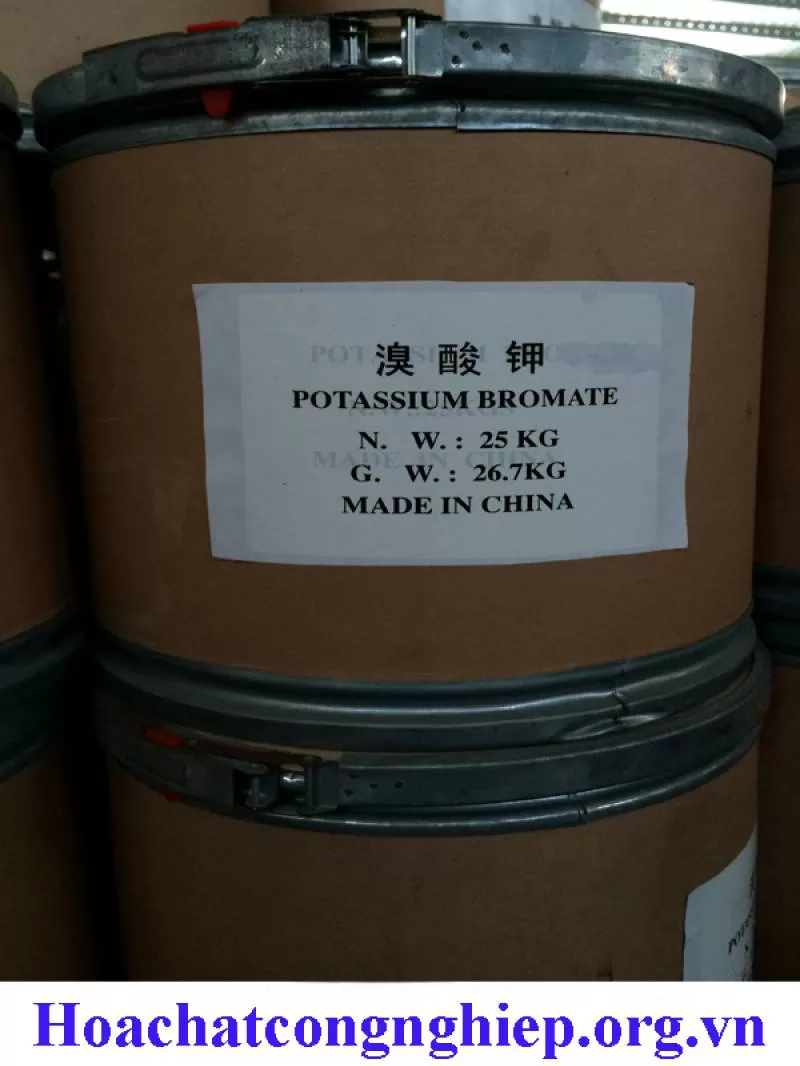 溴酸钾
POTASSIUM BROMATE
N. W. : 25 KG
G. W. : 26.7KG
MADE IN CHINA
Hoachatcongnghiep.org.vn